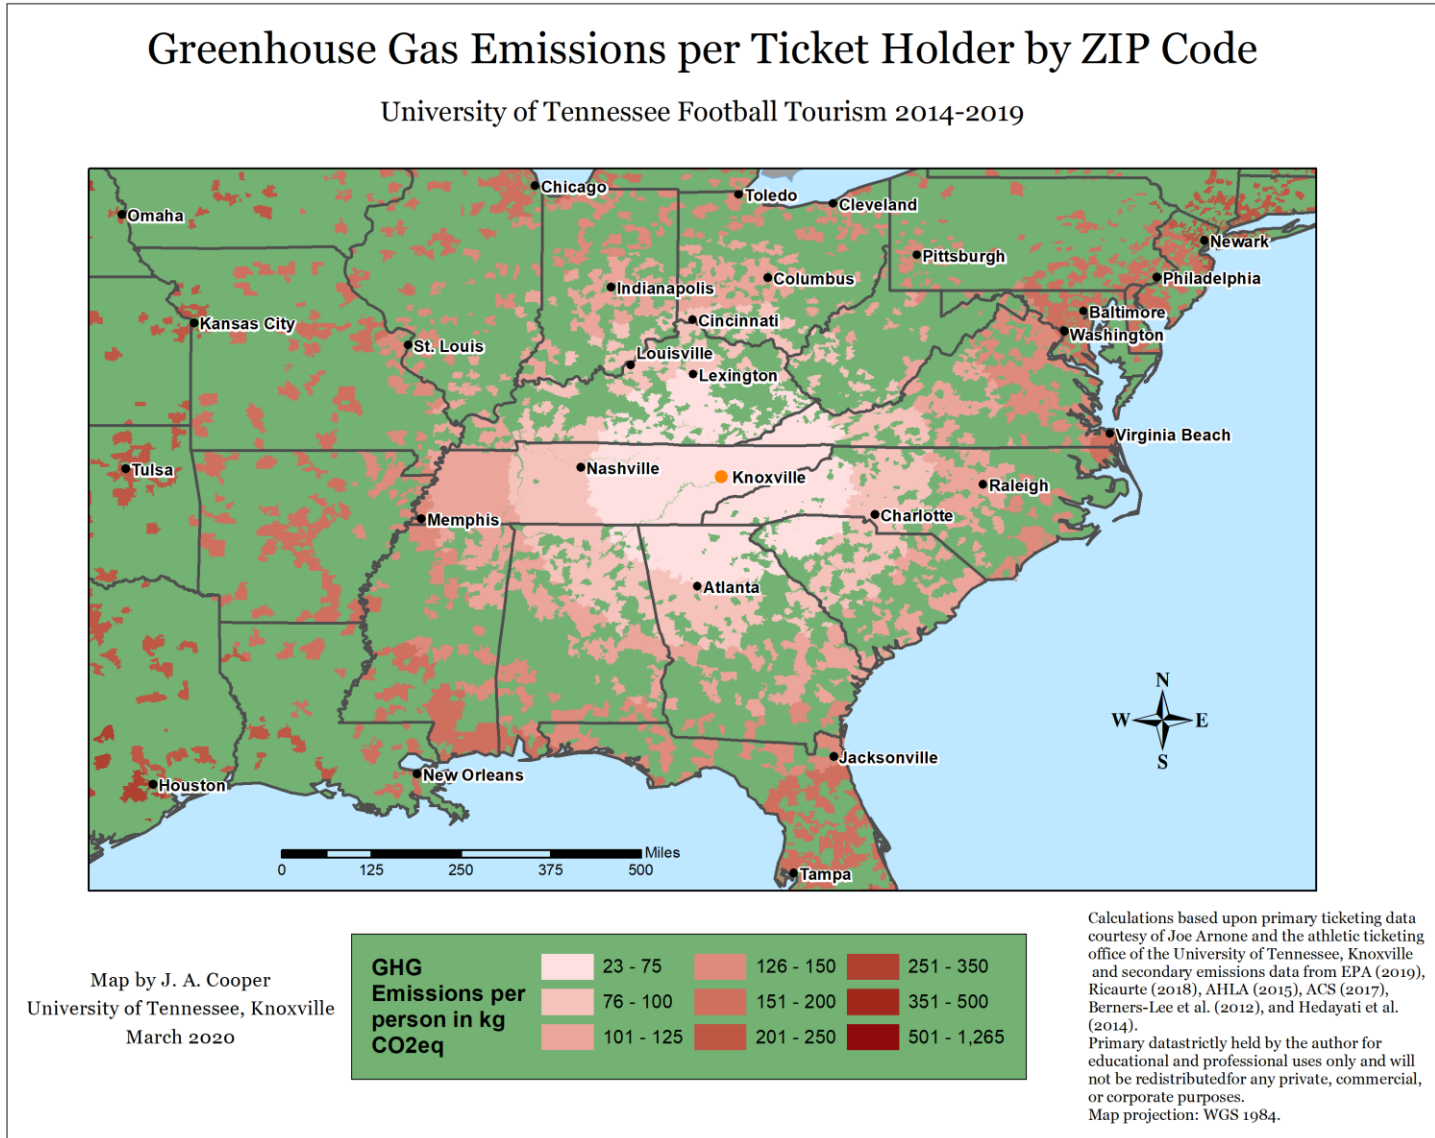 Greenhouse Gas Emissions per Ticket Holder by ZIP Code
University of Tennessee Football Tourism 2014-2019
Chicago
Toledo
Cleveland
Omaha
Newark
Pittsburgh
Philadelphia
Columbus
Indianapolis
Baltimore
Cincinnati
Kansas City
Washington
St. Louis
Louisville
Lexington
Virginia Beach
Nashville
Tulsa
Knoxville
Raleigh
Memphis
Charlotte
Atlanta
N
W E
S
Jacksonville
New Orleans
Houston
Miles
0 125 250 375 500
Tampa
GHG
Emissions per
person in kg
CO2eq
23 - 75
76 - 100
101 - 125
126 - 150
151 - 200
201 - 250
251 - 350
351 - 500
501 - 1,265
Map by J. A. Cooper
University of Tennessee, Knoxville
March 2020
Calculations based upon primary ticketing data
courtesy of Joe Arnone and the athletic ticketing
office of the University of Tennessee, Knoxville
and secondary emissions data from EPA (2019),
Ricaurte (2018), AHLA (2015), ACS (2017),
Berners-Lee et al. (2012), and Hedayati et al.
(2014).
Primary datastrictly held by the author for
educational and professional uses only and will
not be redistributedfor any private, commercial,
or corporate purposes.
Map projection: WGS 1984.